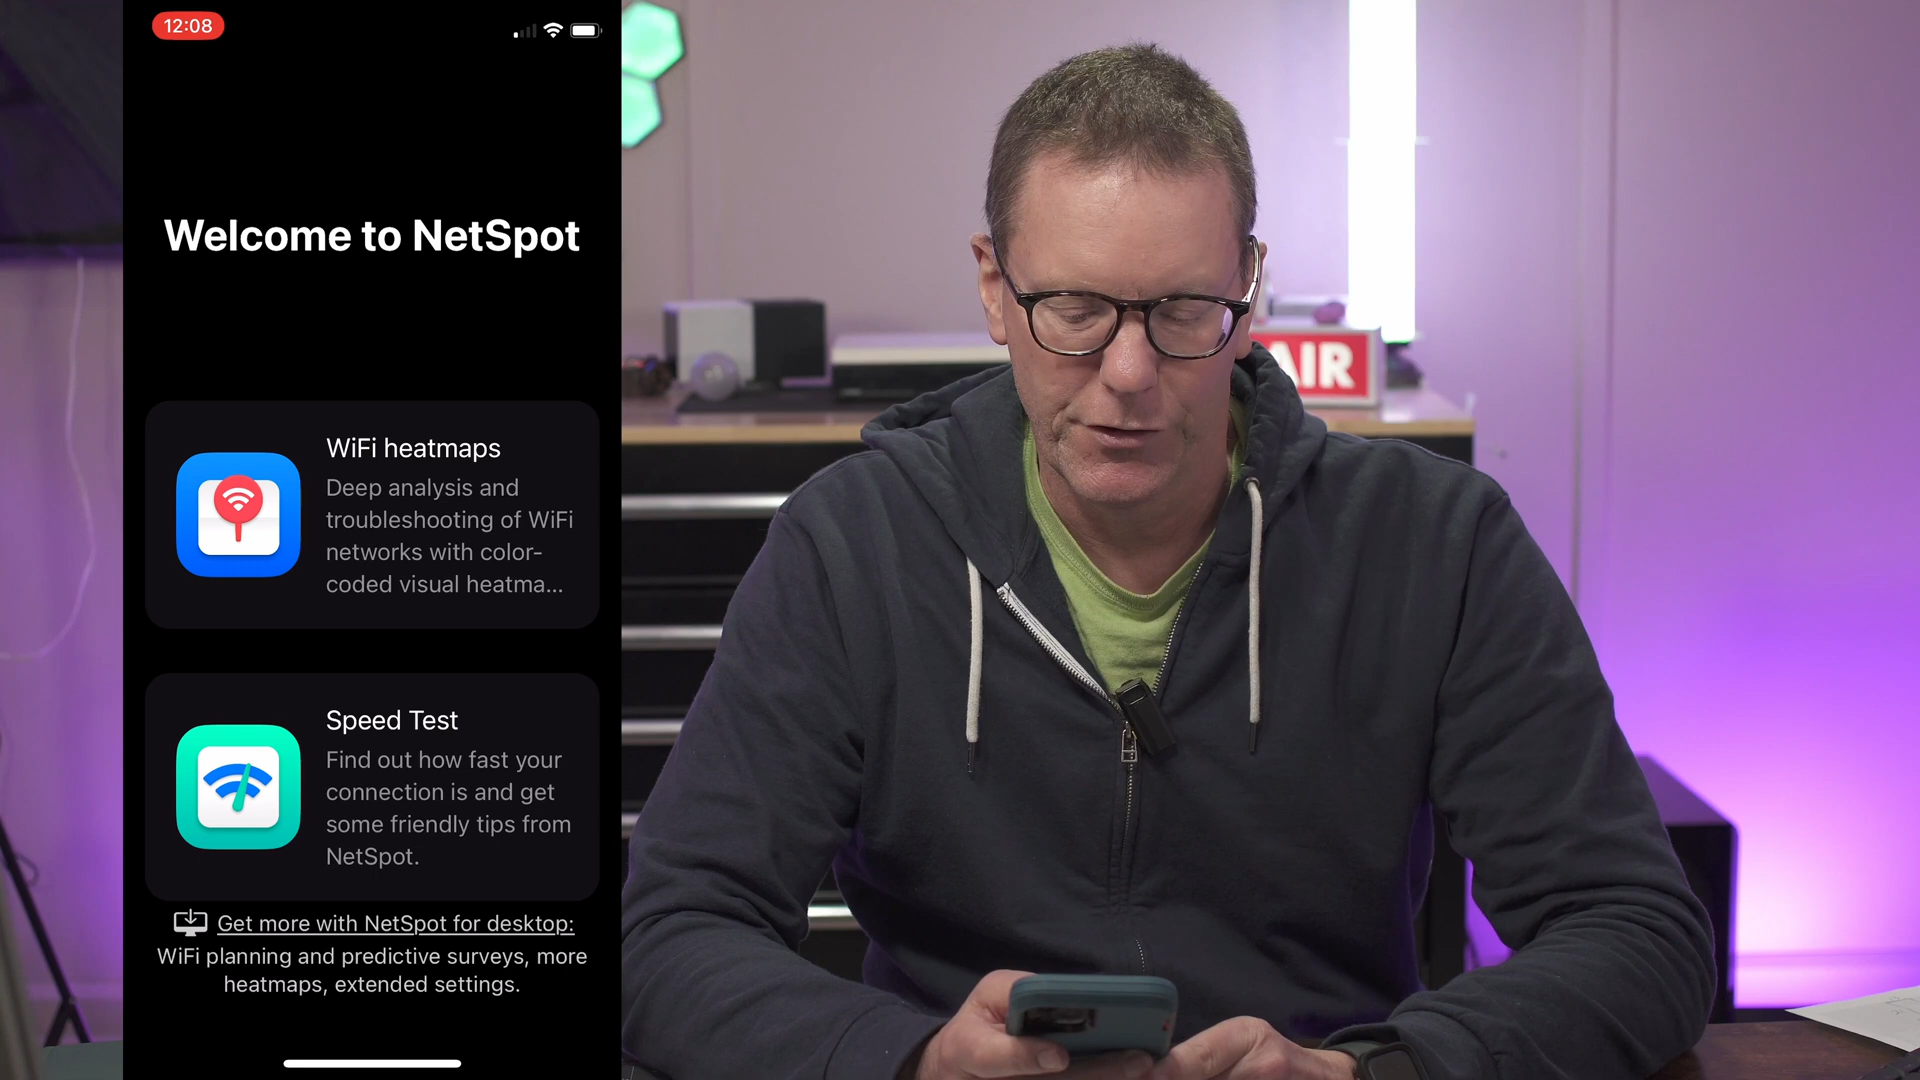 12:08
Welcome to NetSpot
WiFi heatmaps
Deep analysis and
troubleshooting of WiFi
networks with color-
coded visual heatma...
Speed Test
Find out how fast your
connection is and get
some friendly tips from
NetSpot.
Get more with NetSpot for desktop:
WiFi planning and predictive surveys, more
heatmaps, extended settings.
AIR